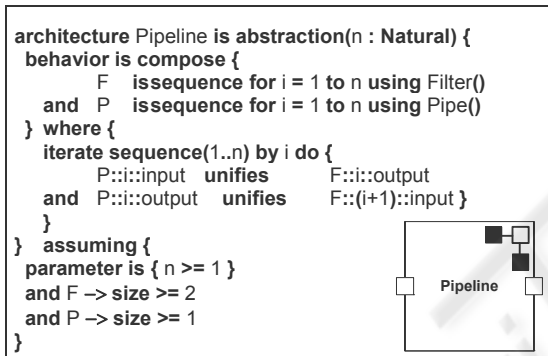 architecture Pipeline is abstraction(n : Natural) {
behavior is compose {
F issequence for i = 1 to n using Filter()
and P issequence for i = 1 to n using Pipe()
} where {
iterate sequence(1..n) by i do {
P::i::input unifies F::i::output
and P::i::output unifies F::(i+1)::input }
}
} assuming {
parameter is { n >= 1 }
and F –> size >= 2
and P –> size >= 1
}
Pipeline